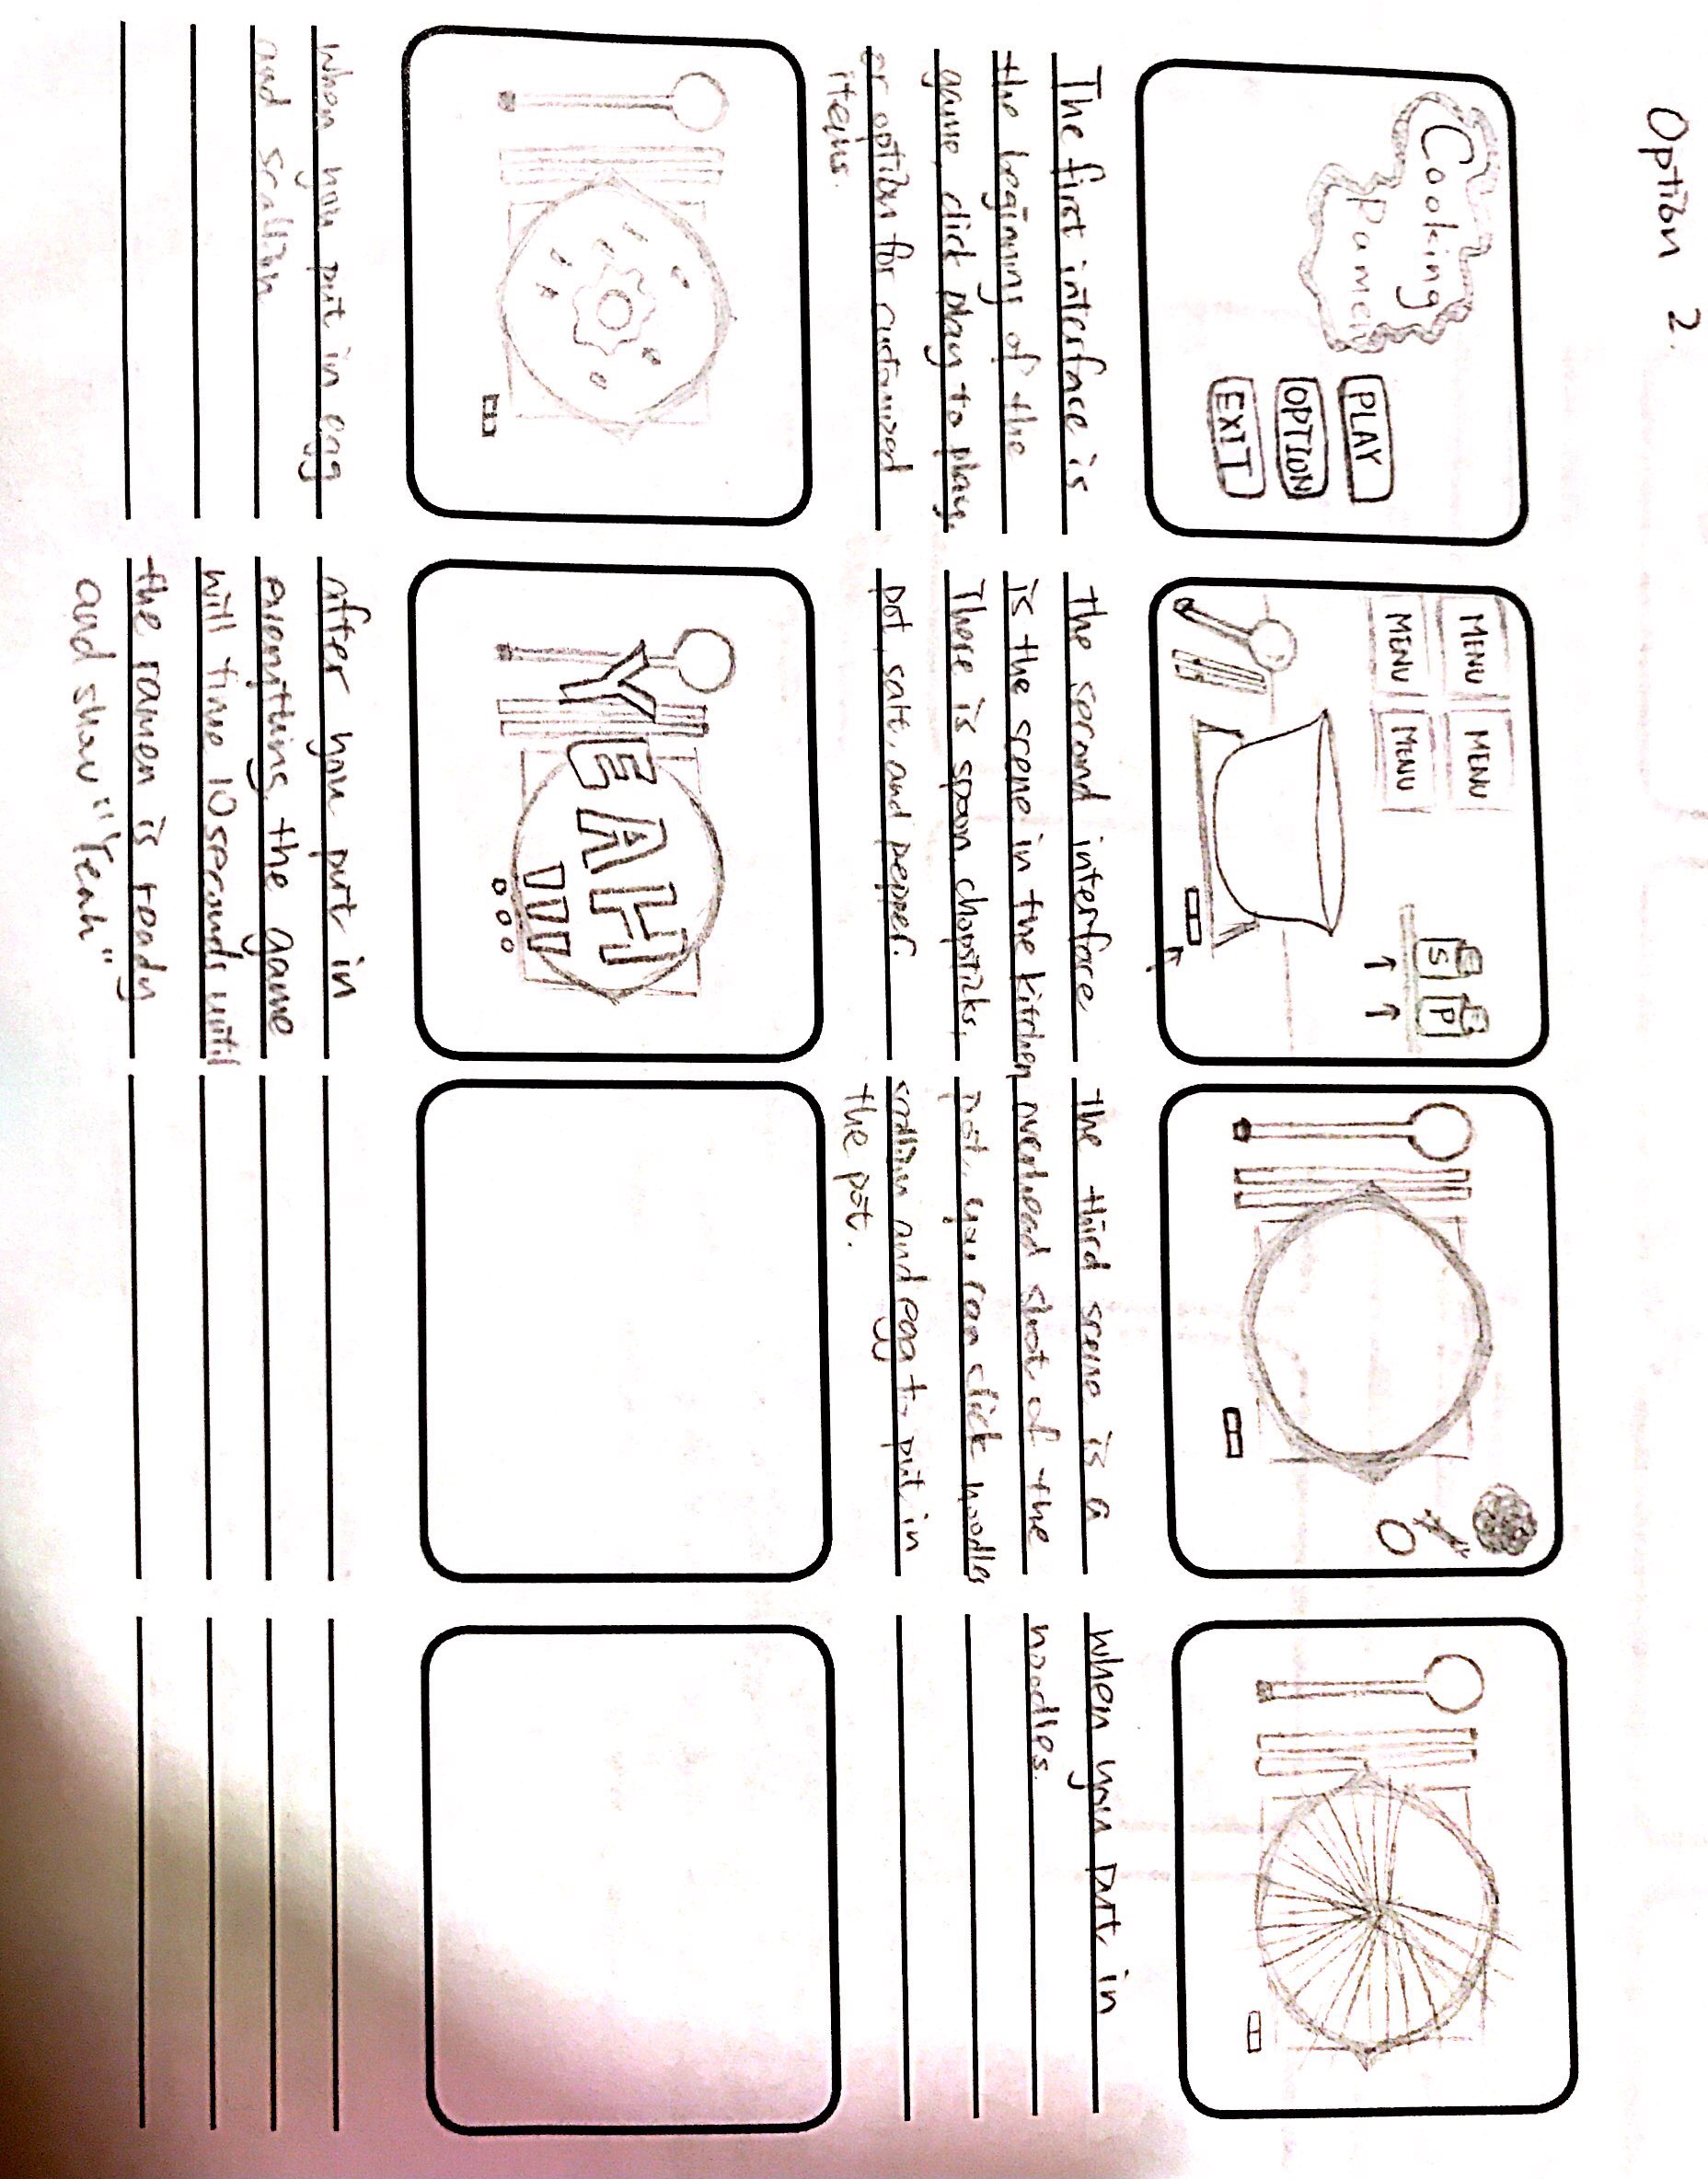 Option 2.
Cooking
Ramen
PLAY
OPTION
EXIT
The first interface is
the beginning of the
game, click play to play,
or option for customized
items.
MENU MENU
MENU MENU
S P
the second interface
is the scene in the kitchen
There is spoon, chopsticks,
pot, salt, and pepper.
the third scene is a
overhead shot of the
pot, you can click noodles
scallion and egg to put in
the pot.
when you put in
noodles.
when you put in egg
and scallion
YEAH
!!!
After you put in
everything, the game
will time 10 seconds until
the ramen is ready
and show "Yeah"